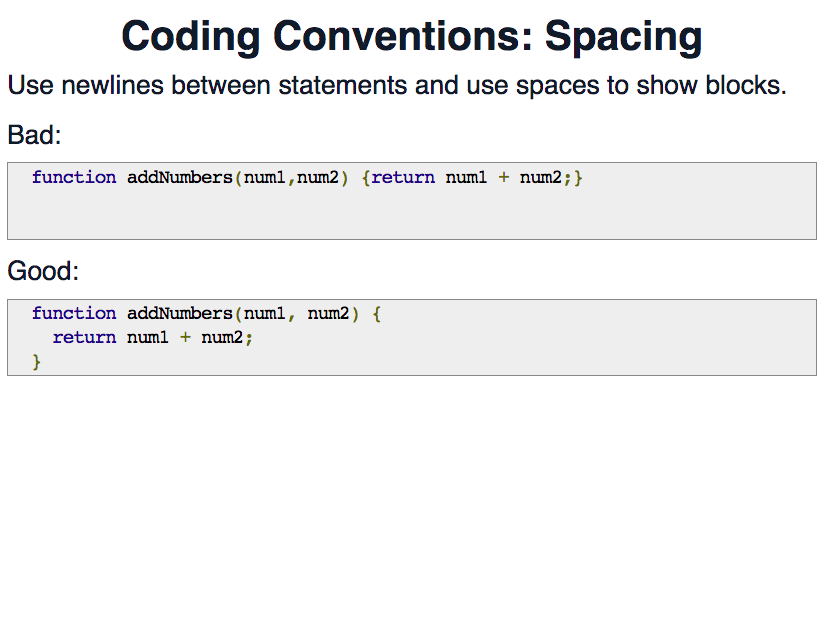 Coding Conventions: Spacing
Use newlines between statements and use spaces to show blocks.
Bad:
function addNumbers(num1,num2) {return num1 + num2;}
Good:
function addNumbers(num1, num2) {
  return num1 + num2;
}